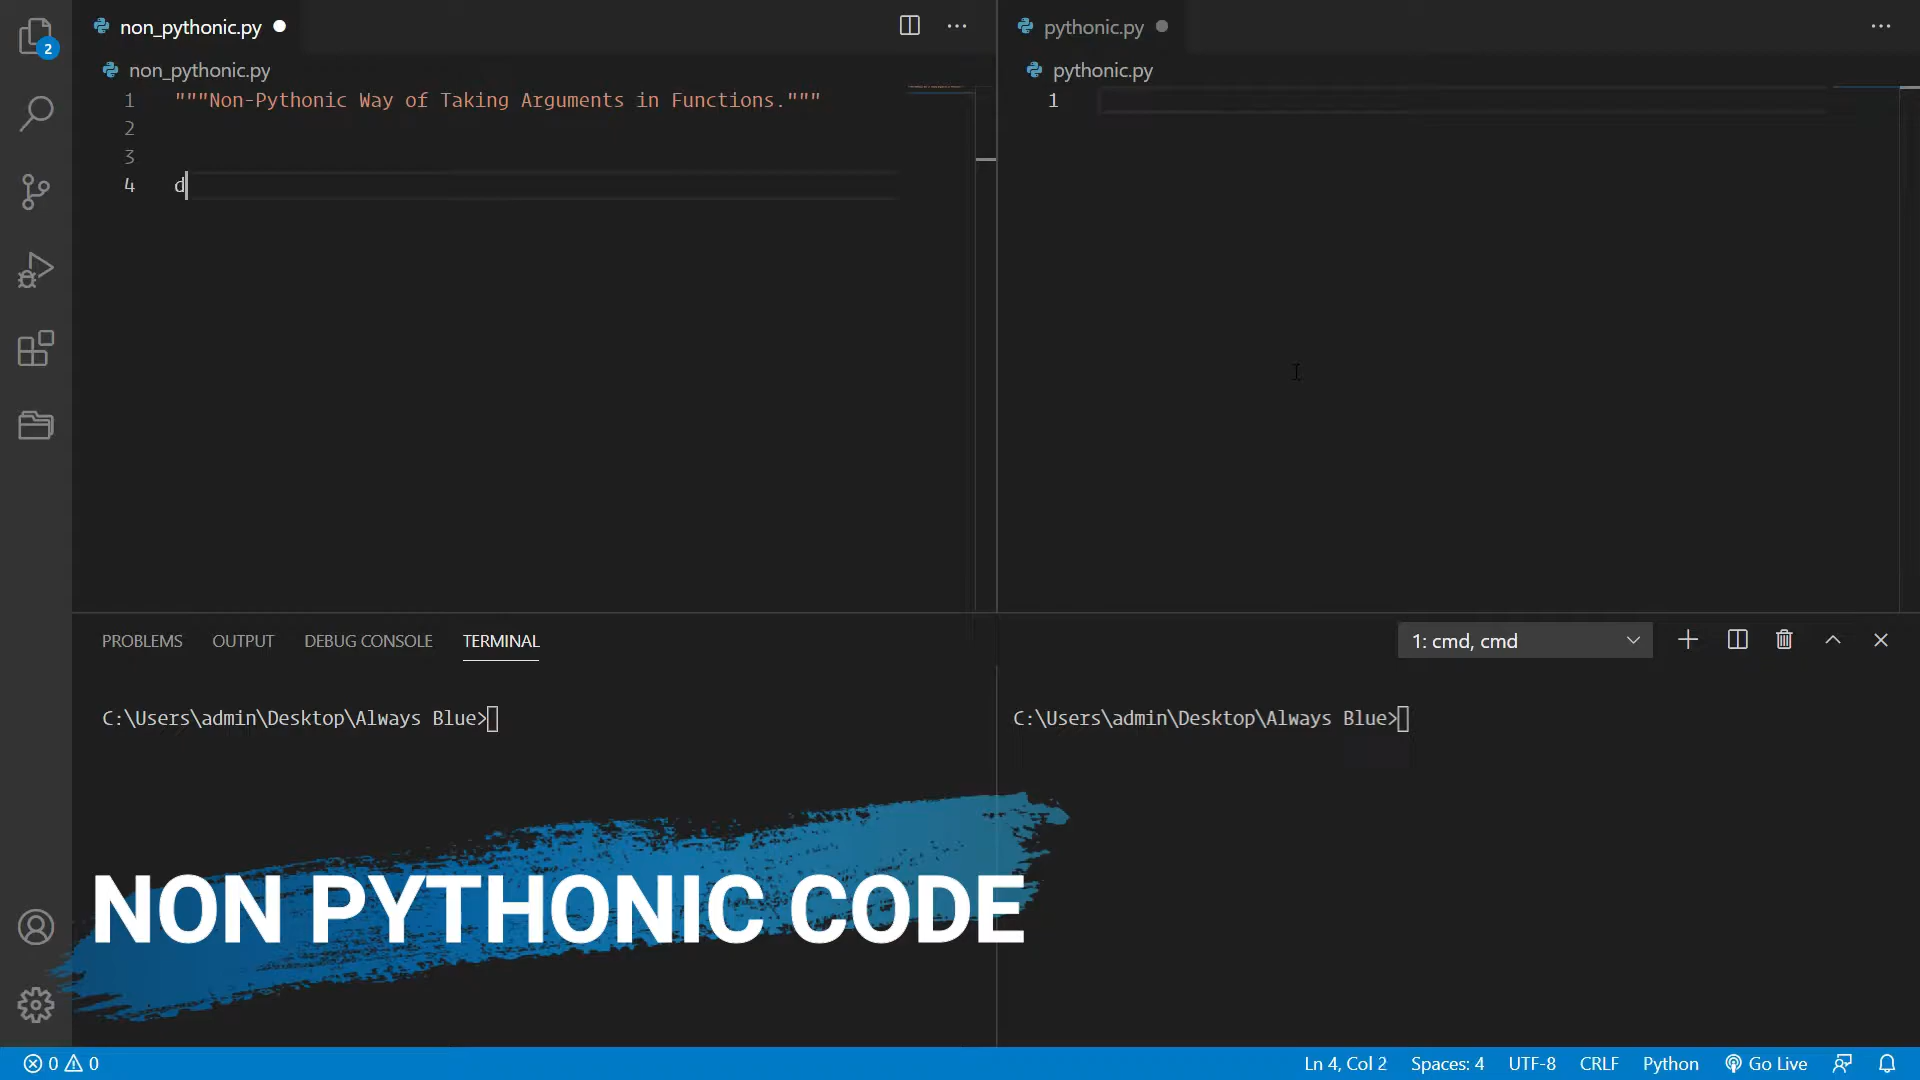 non_pythonic.py
pythonic.py
2
non_pythonic.py
pythonic.py
1 """Non-Pythonic Way of Taking Arguments in Functions."""
2
3
4 d
1
PROBLEMS OUTPUT DEBUG CONSOLE TERMINAL
1: cmd, cmd
C:\Users\admin\Desktop\Always Blue>
C:\Users\admin\Desktop\Always Blue>
NON PYTHONIC CODE
0 0
Ln 4, Col 2 Spaces: 4 UTF-8 CRLF Python Go Live